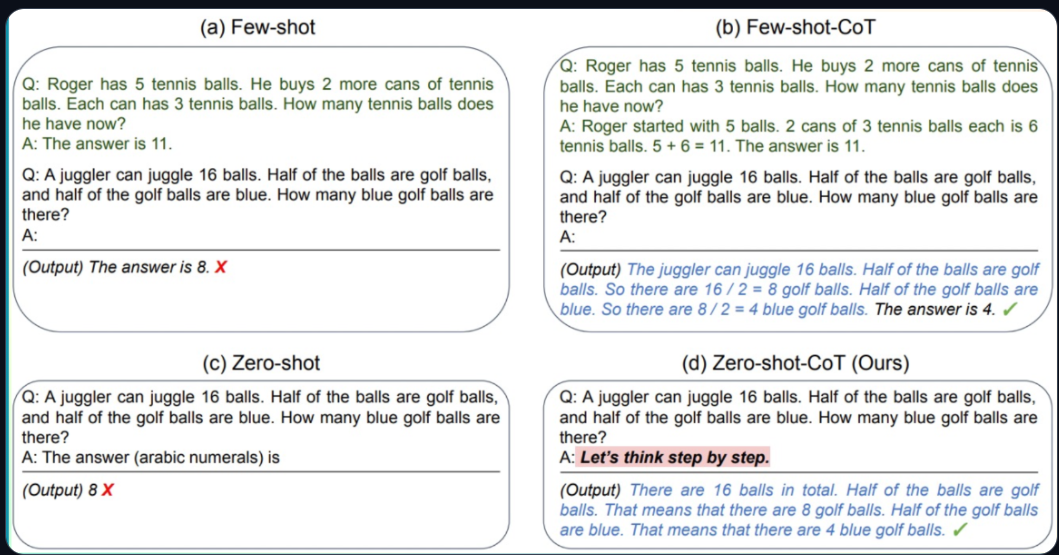 (a) Few-shot
Q: Roger has 5 tennis balls. He buys 2 more cans of tennis
balls. Each can has 3 tennis balls. How many tennis balls does
he have now?
A: The answer is 11.
Q: A juggler can juggle 16 balls. Half of the balls are golf balls,
and half of the golf balls are blue. How many blue golf balls are
there?
A:
(Output) The answer is 8. X
(b) Few-shot-CoT
Q: Roger has 5 tennis balls. He buys 2 more cans of tennis
balls. Each can has 3 tennis balls. How many tennis balls does
he have now?
A: Roger started with 5 balls. 2 cans of 3 tennis balls each is 6
tennis balls. 5 + 6 = 11. The answer is 11.
Q: A juggler can juggle 16 balls. Half of the balls are golf balls,
and half of the golf balls are blue. How many blue golf balls are
there?
A:
(Output) The juggler can juggle 16 balls. Half of the balls are golf
balls. So there are 16 / 2 = 8 golf balls. Half of the golf balls are
blue. So there are 8 / 2 = 4 blue golf balls. The answer is 4. ✓
(c) Zero-shot
Q: A juggler can juggle 16 balls. Half of the balls are golf balls,
and half of the golf balls are blue. How many blue golf balls are
there?
A: The answer (arabic numerals) is
(Output) 8 X
(d) Zero-shot-CoT (Ours)
Q: A juggler can juggle 16 balls. Half of the balls are golf balls,
and half of the golf balls are blue. How many blue golf balls are
there?
A: Let's think step by step.
(Output) There are 16 balls in total. Half of the balls are golf
balls. That means that there are 8 golf balls. Half of the golf balls
are blue. That means that there are 4 blue golf balls. ✓